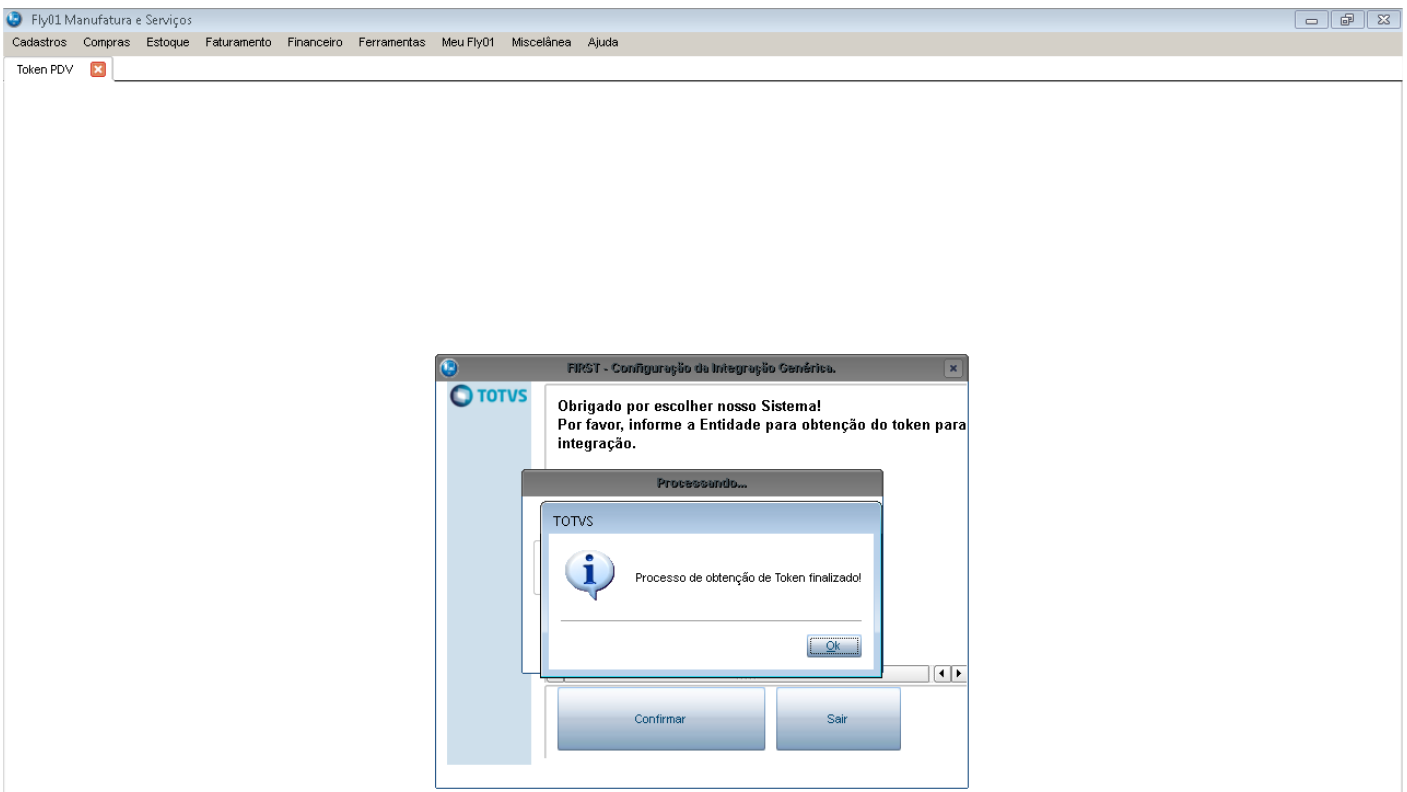 Fly01 Manufatura e Serviços
Cadastros Compras Estoque Faturamento Financeiro Ferramentas Meu Fly01 Miscelânea Ajuda
Token PDV
FIRST - Configuração da Integração Genérica.
TOTVS
Obrigado por escolher nosso Sistema!
Por favor, informe a Entidade para obtenção do token para
integração.
Processando...
TOTVS
Processo de obtenção de Token finalizado!
Ok
Confirmar Sair